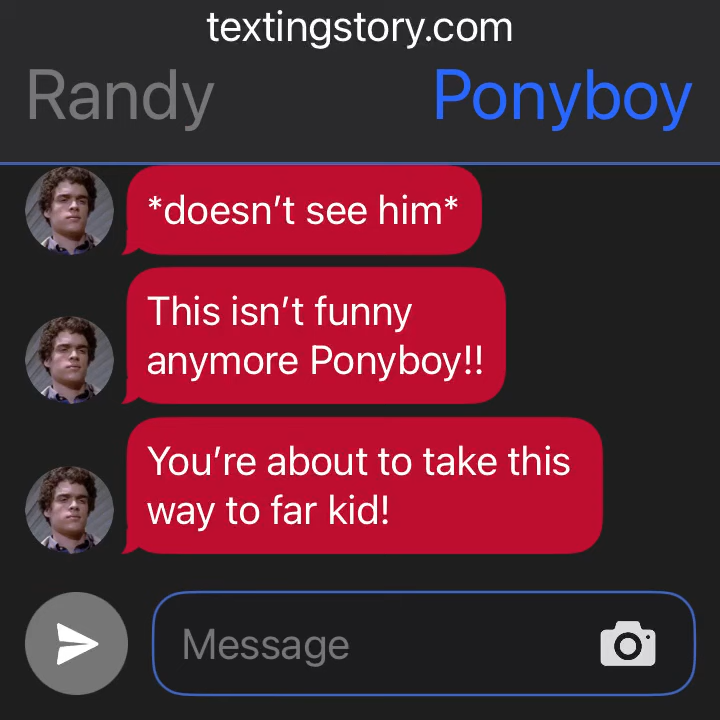 textingstory.com
Randy
Ponyboy
*doesn’t see him*
This isn’t funny
anymore Ponyboy!!
You’re about to take this
way to far kid!
Message